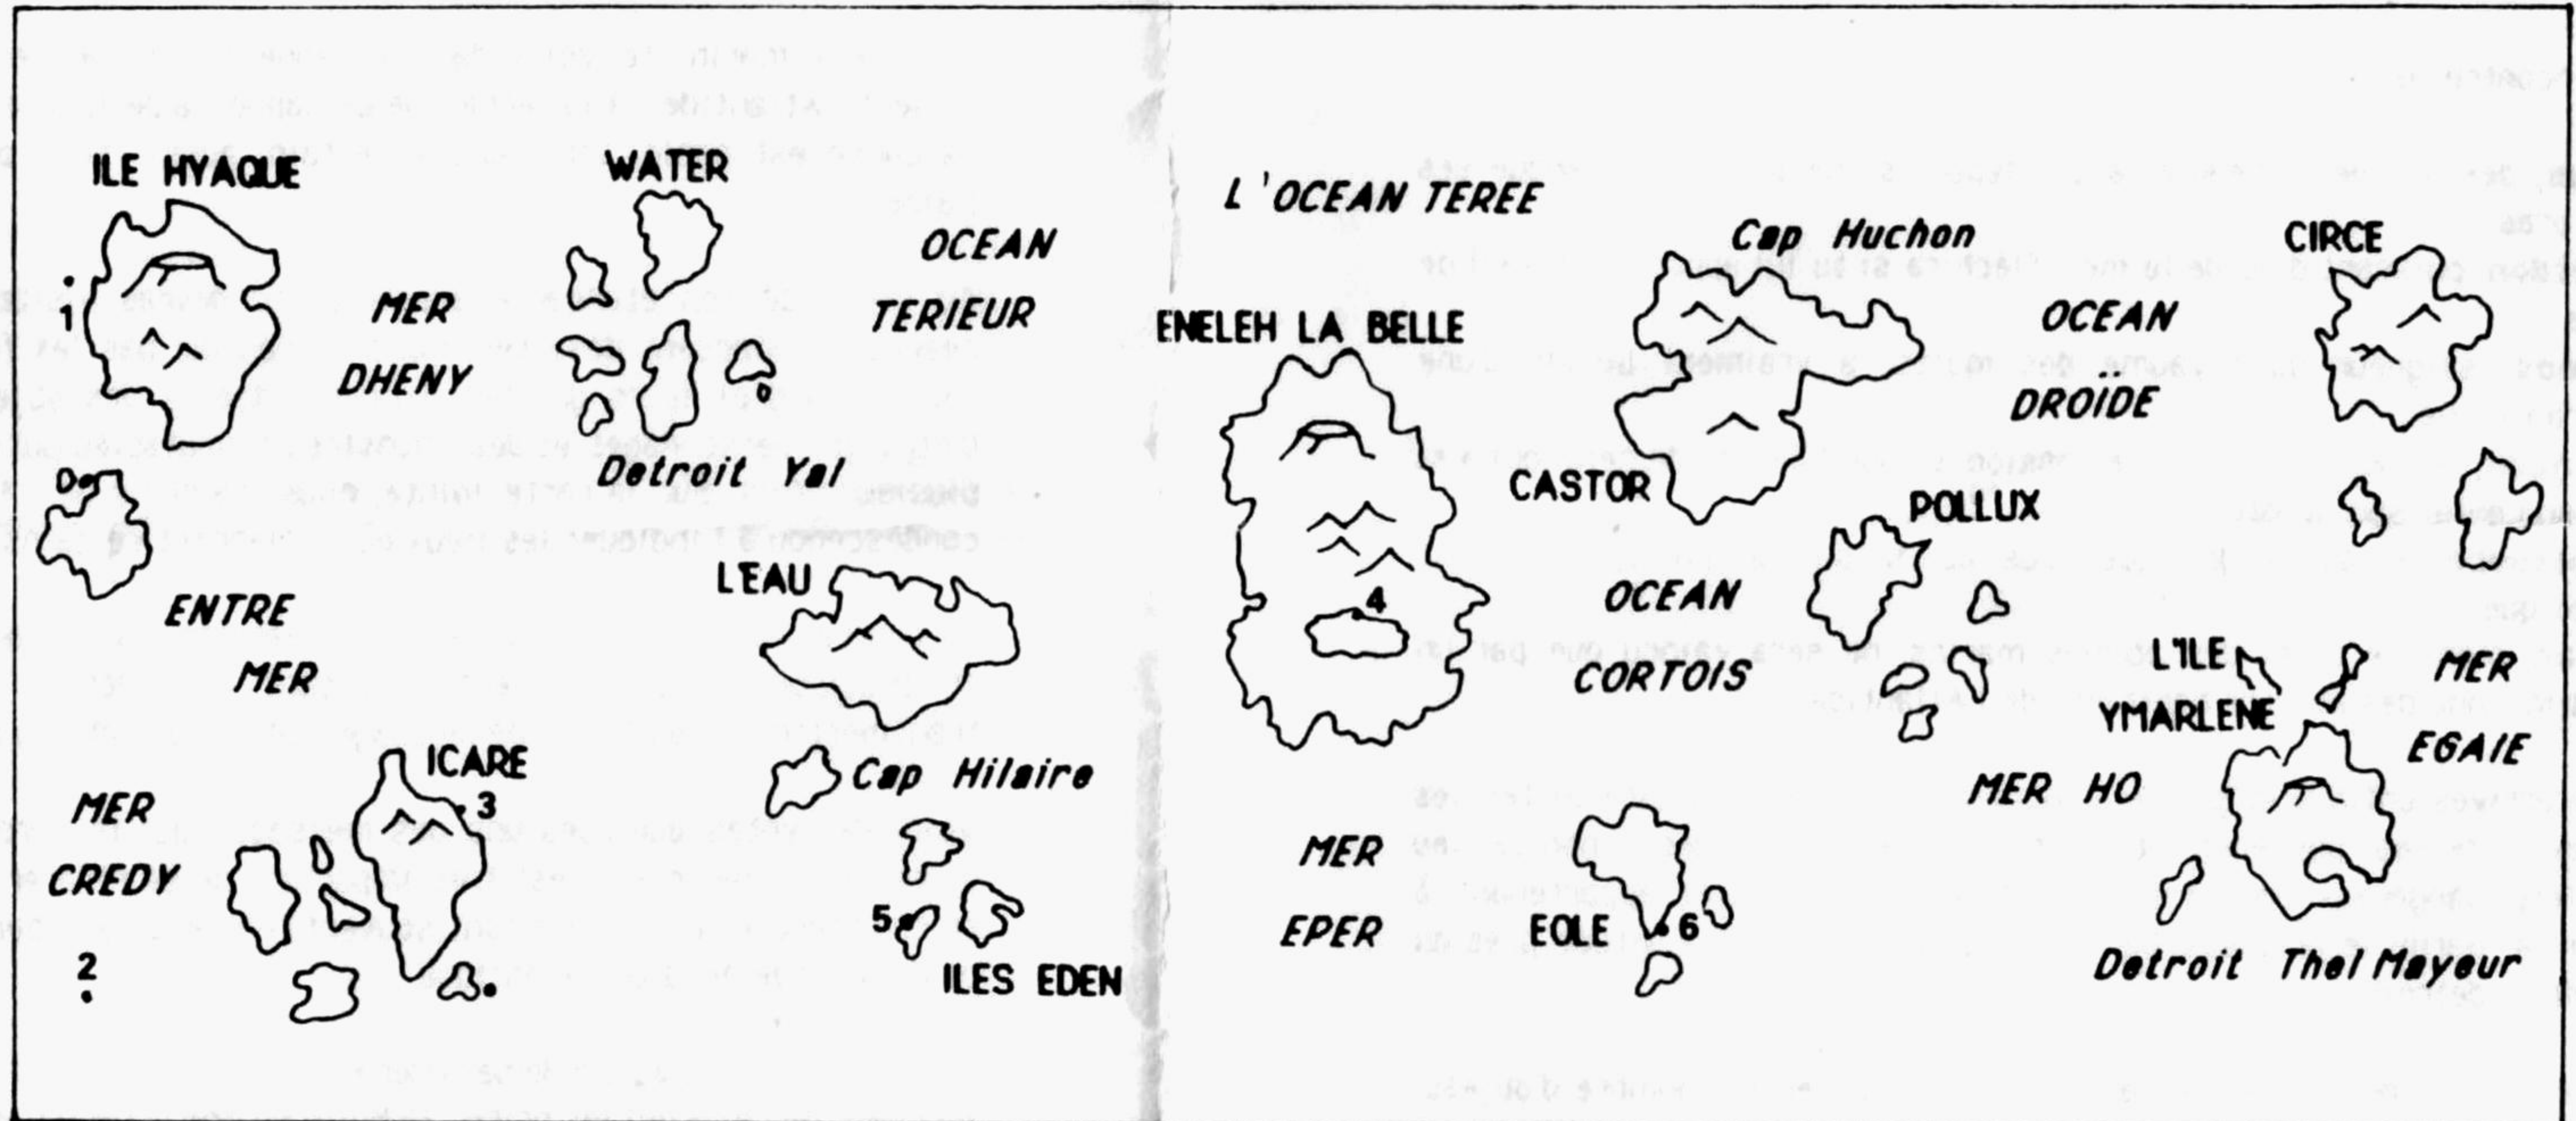 ILE HYAQUE
WATER
L'OCEAN TEREE
OCEAN
TERIEUR
Cap Huchon
CIRCE
1
MER
DHENY
ENELEH LA BELLE
OCEAN
DROÏDE
Detroit Yal
CASTOR
POLLUX
L'EAU
ENTRE
MER
4
OCEAN
CORTOIS
L'ILE
YMARLENE
MER
EGAIE
ICARE
3
Cap Hilaire
MER HO
MER
CREDY
MER
EPER
5
EOLE
6
2
ILES EDEN
Detroit Thel Mayeur